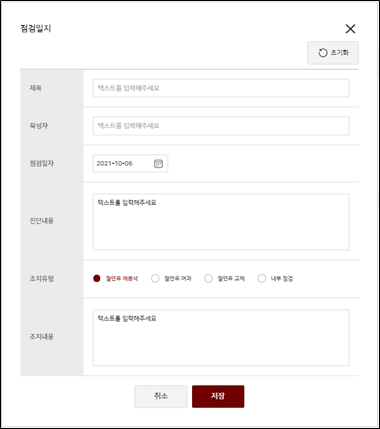 점검일지
초기화
제목
텍스트를 입력해주세요
작성자
텍스트를 입력해주세요
점검일자
2021-10-06
진단내용
텍스트를 입력해주세요
조치유형
절연유 재분석
절연유 여과
절연유 교체
내부 점검
조치내용
텍스트를 입력해주세요
취소
저장